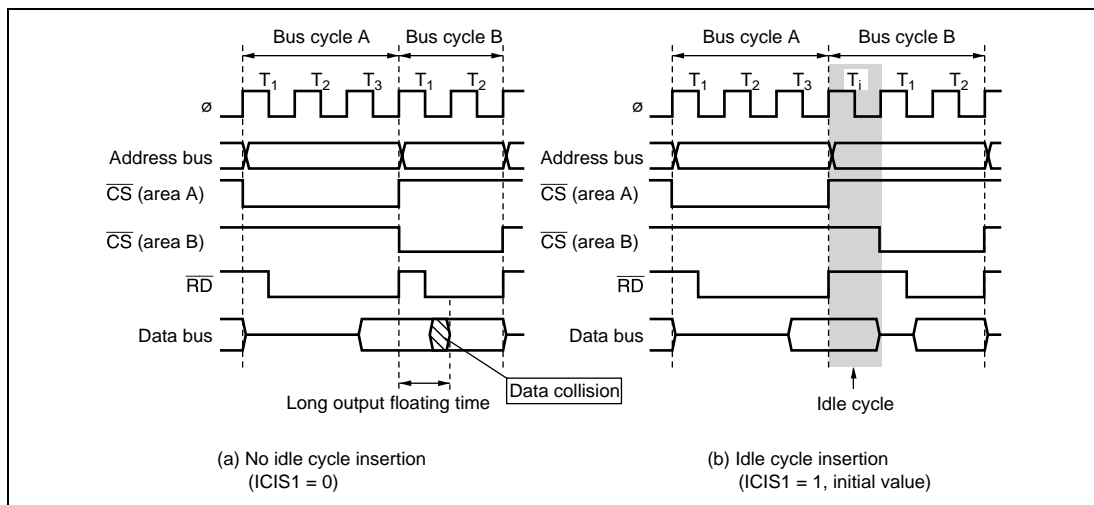 Bus cycle A Bus cycle B
T1 T2 T3 T1 T2
ø
Address bus
CS (area A)
CS (area B)
RD
Data bus
Data collision
Long output floating time
(a) No idle cycle insertion
(ICIS1 = 0)
Bus cycle A Bus cycle B
T1 T2 T3 Ti T1 T2
ø
Address bus
CS (area A)
CS (area B)
RD
Data bus
Idle cycle
(b) Idle cycle insertion
(ICIS1 = 1, initial value)